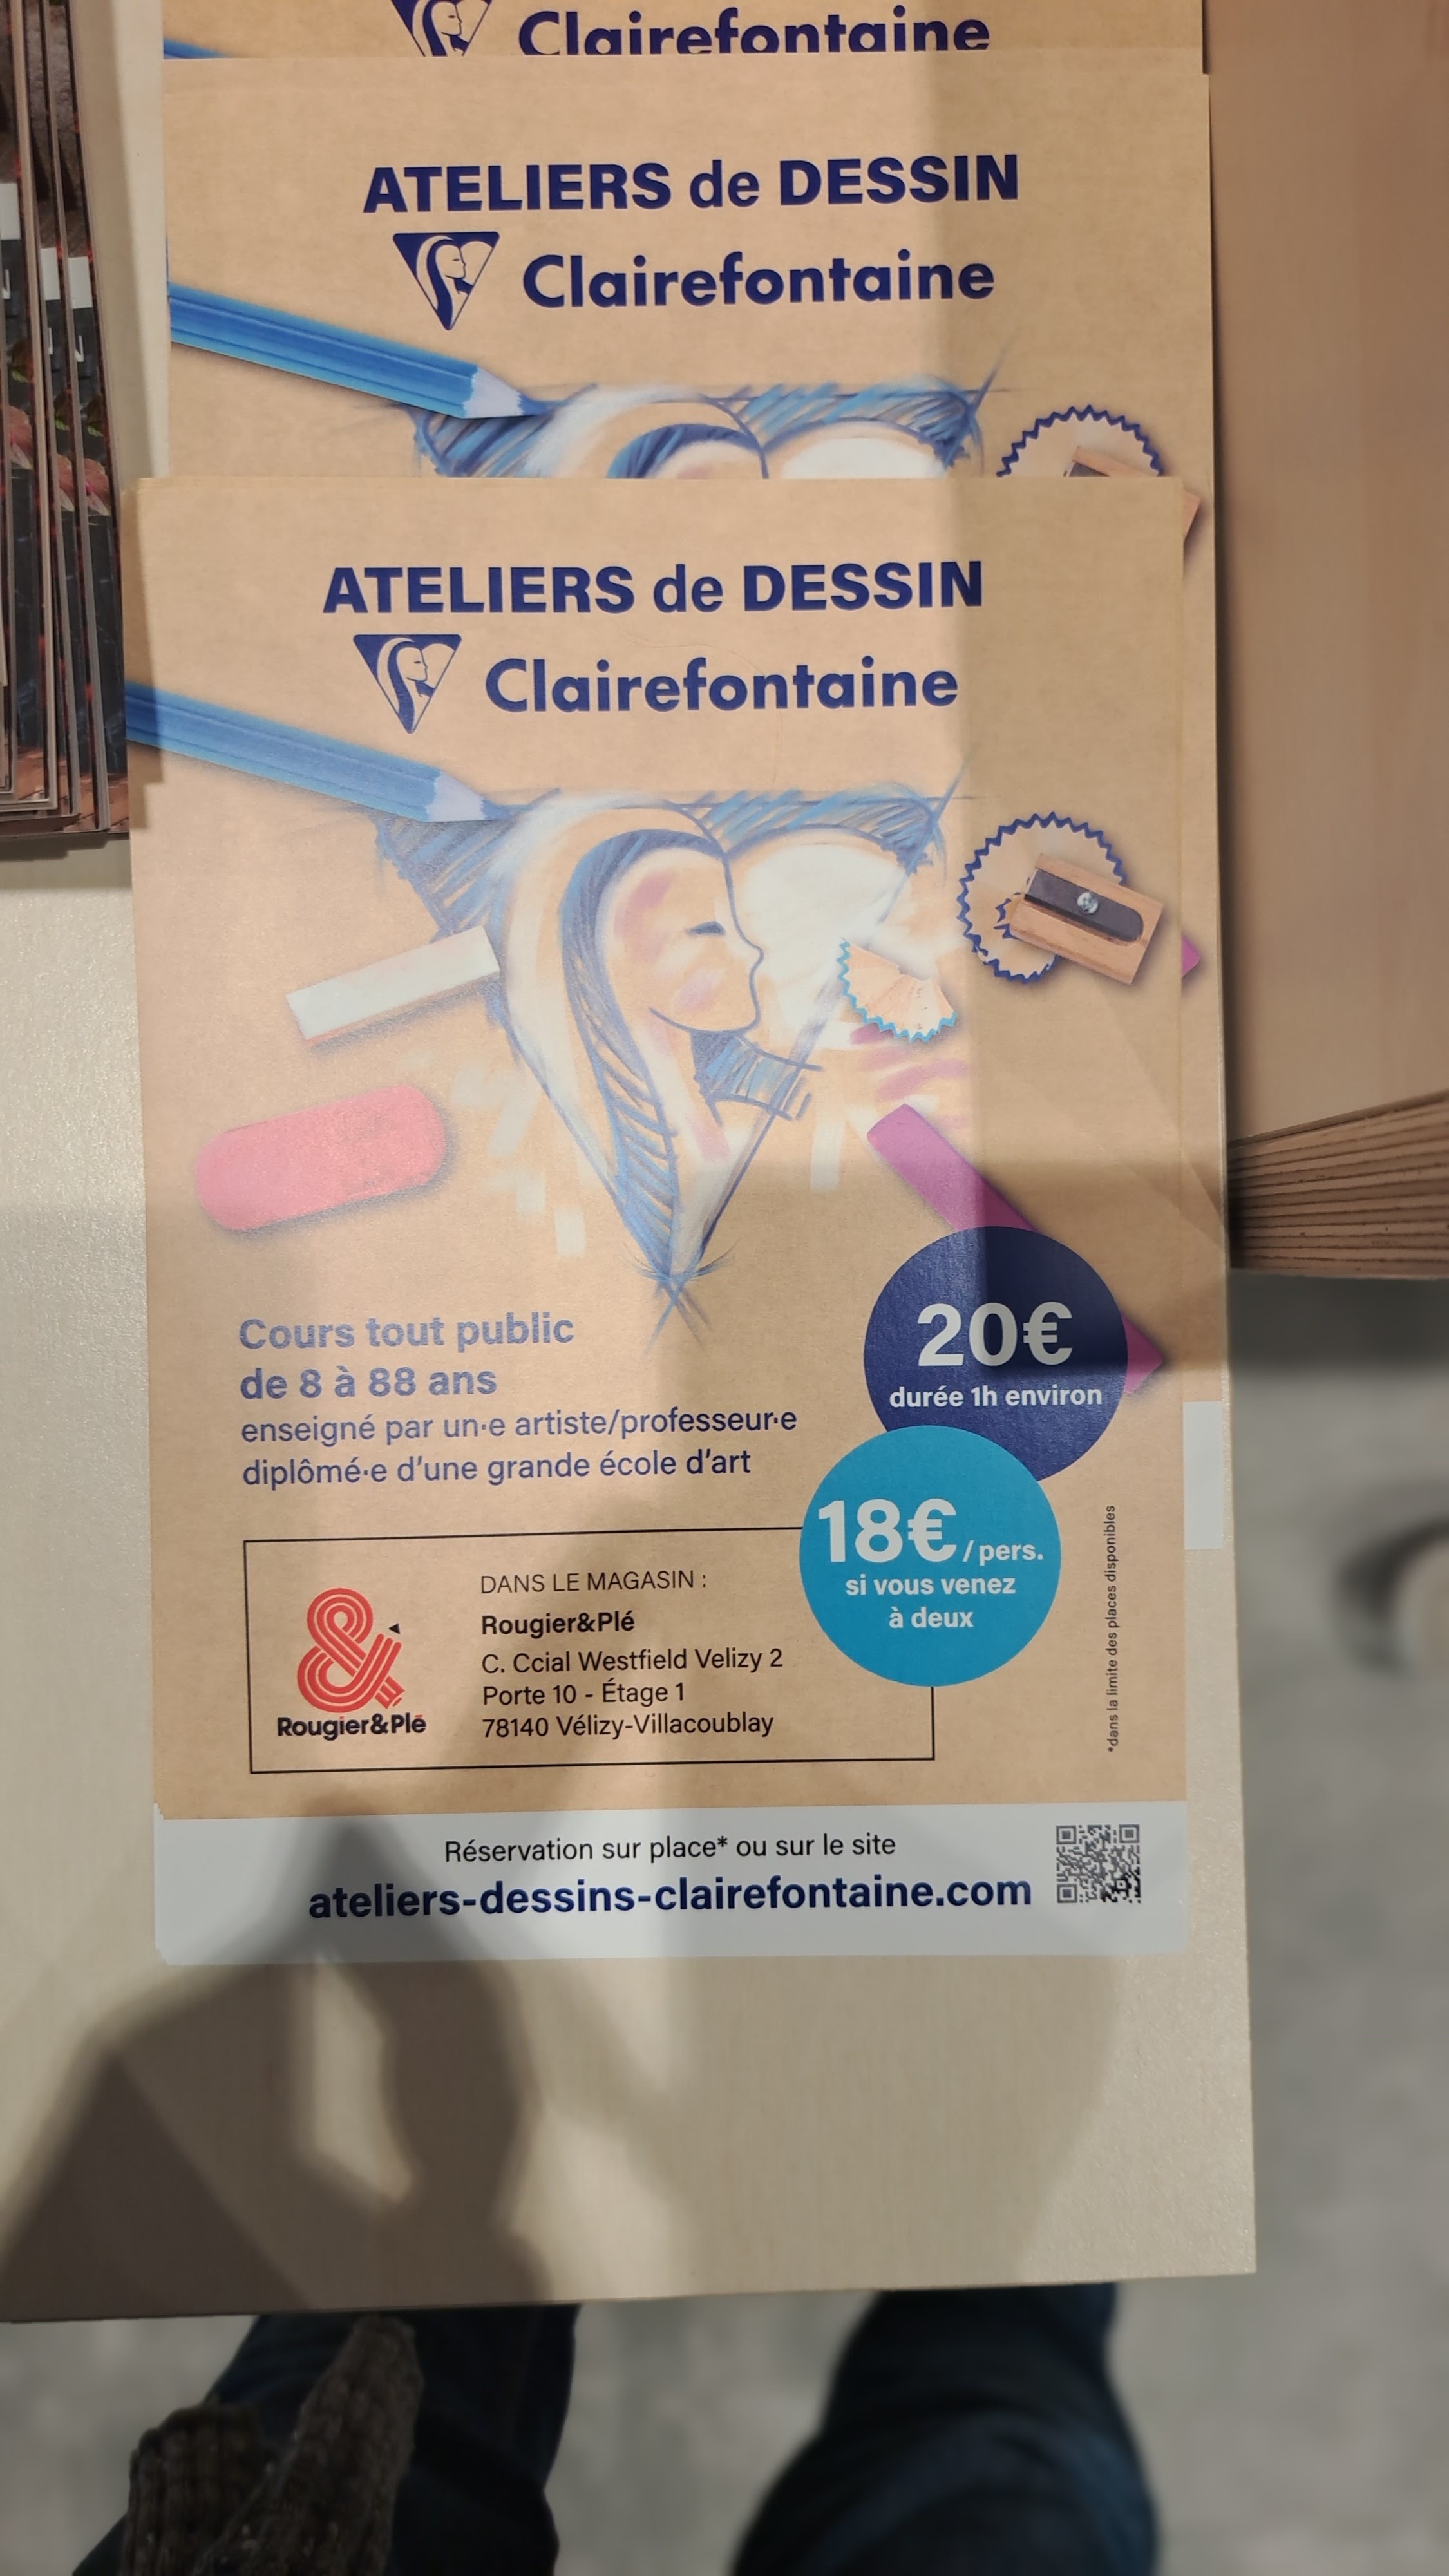 Clairefontaine
ATELIERS de DESSIN
Clairefontaine
ATELIERS de DESSIN
Clairefontaine
Cours tout public
de 8 à 88 ans
enseigné par un·e artiste/professeur·e
diplômé·e d'une grande école d'art
20€
durée 1h environ
18€/pers.
si vous venez
à deux
DANS LE MAGASIN :
Rougier&Plé
C. Ccial Westfield Velizy 2
Porte 10 - Étage 1
78140 Vélizy-Villacoublay
&
Rougier&Plé
*dans la limite des places disponibles
Réservation sur place* ou sur le site
ateliers-dessins-clairefontaine.com